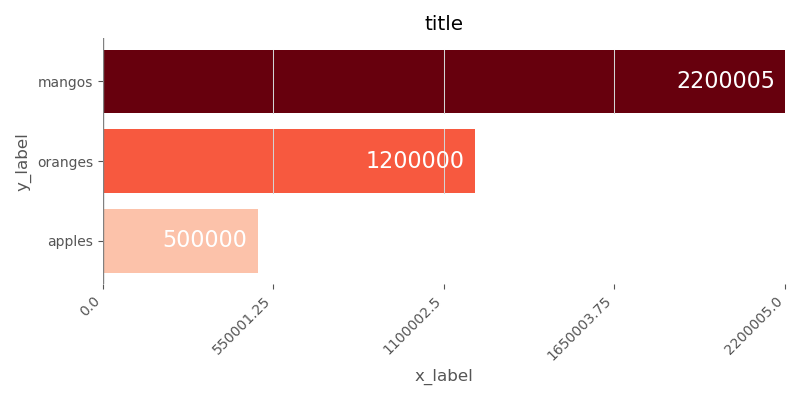 title
mangos
2200005
y_label
oranges
1200000
apples
500000
0.0
550001.25
1100002.5
1650003.75
2200005.0
x_label